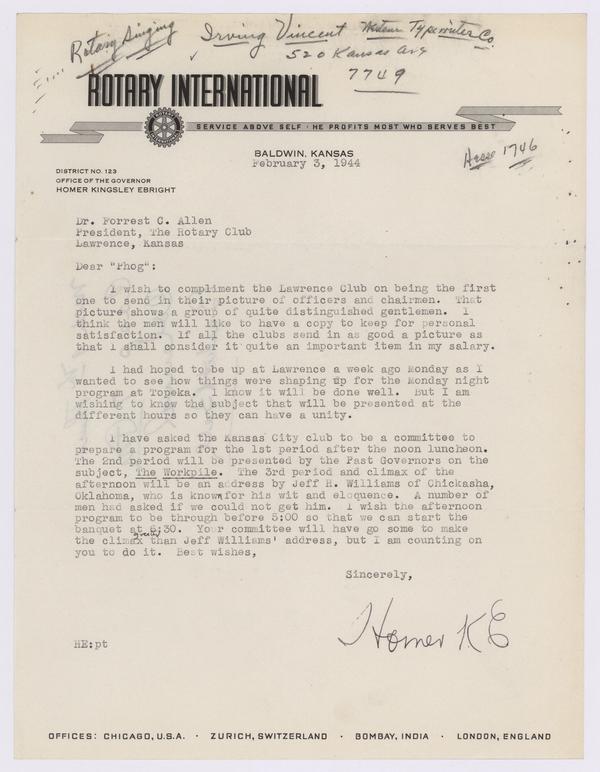 Rotary Singing
Irving Vincent Typewriter Co.
520 Kansas Ave
7749
ROTARY INTERNATIONAL
SERVICE ABOVE SELF · HE PROFITS MOST WHO SERVES BEST
BALDWIN, KANSAS
February 3, 1944
1746
DISTRICT NO. 123
OFFICE OF THE GOVERNOR
HOMER KINGSLEY EBRIGHT
Dr. Forrest C. Allen
President, The Rotary Club
Lawrence, Kansas
Dear "Phog":
I wish to compliment the Lawrence Club on being the first
one to send in their picture of officers and chairmen. That
picture shows a group of quite distinguished gentlemen. I
think the men will like to have a copy to keep for personal
satisfaction. If all the clubs send in as good a picture as
that I shall consider it quite an important item in my salary.
I had hoped to be up at Lawrence a week ago Monday as I
wanted to see how things were shaping up for the Monday night
program at Topeka. I know it will be done well. But I am
wishing to know the subject that will be presented at the
different hours so they can have a unity.
I have asked the Kansas City club to be a committee to
prepare a program for the 1st period after the noon luncheon.
The 2nd period will be presented by the Past Governors on the
subject, The Workpile. The 3rd period and climax of the
afternoon will be an address by Jeff H. Williams of Chickasha,
Oklahoma, who is known for his wit and eloquence. A number of
men had asked if we could not get him. I wish the afternoon
program to be through before 5:00 so that we can start the
banquet at 6:30. Your committee will have go some to make
the climax greater than Jeff Williams' address, but I am counting on
you to do it. Best wishes,
Sincerely,
Homer KE
HE:pt
OFFICES: CHICAGO, U.S.A. · ZURICH, SWITZERLAND · BOMBAY, INDIA · LONDON, ENGLAND